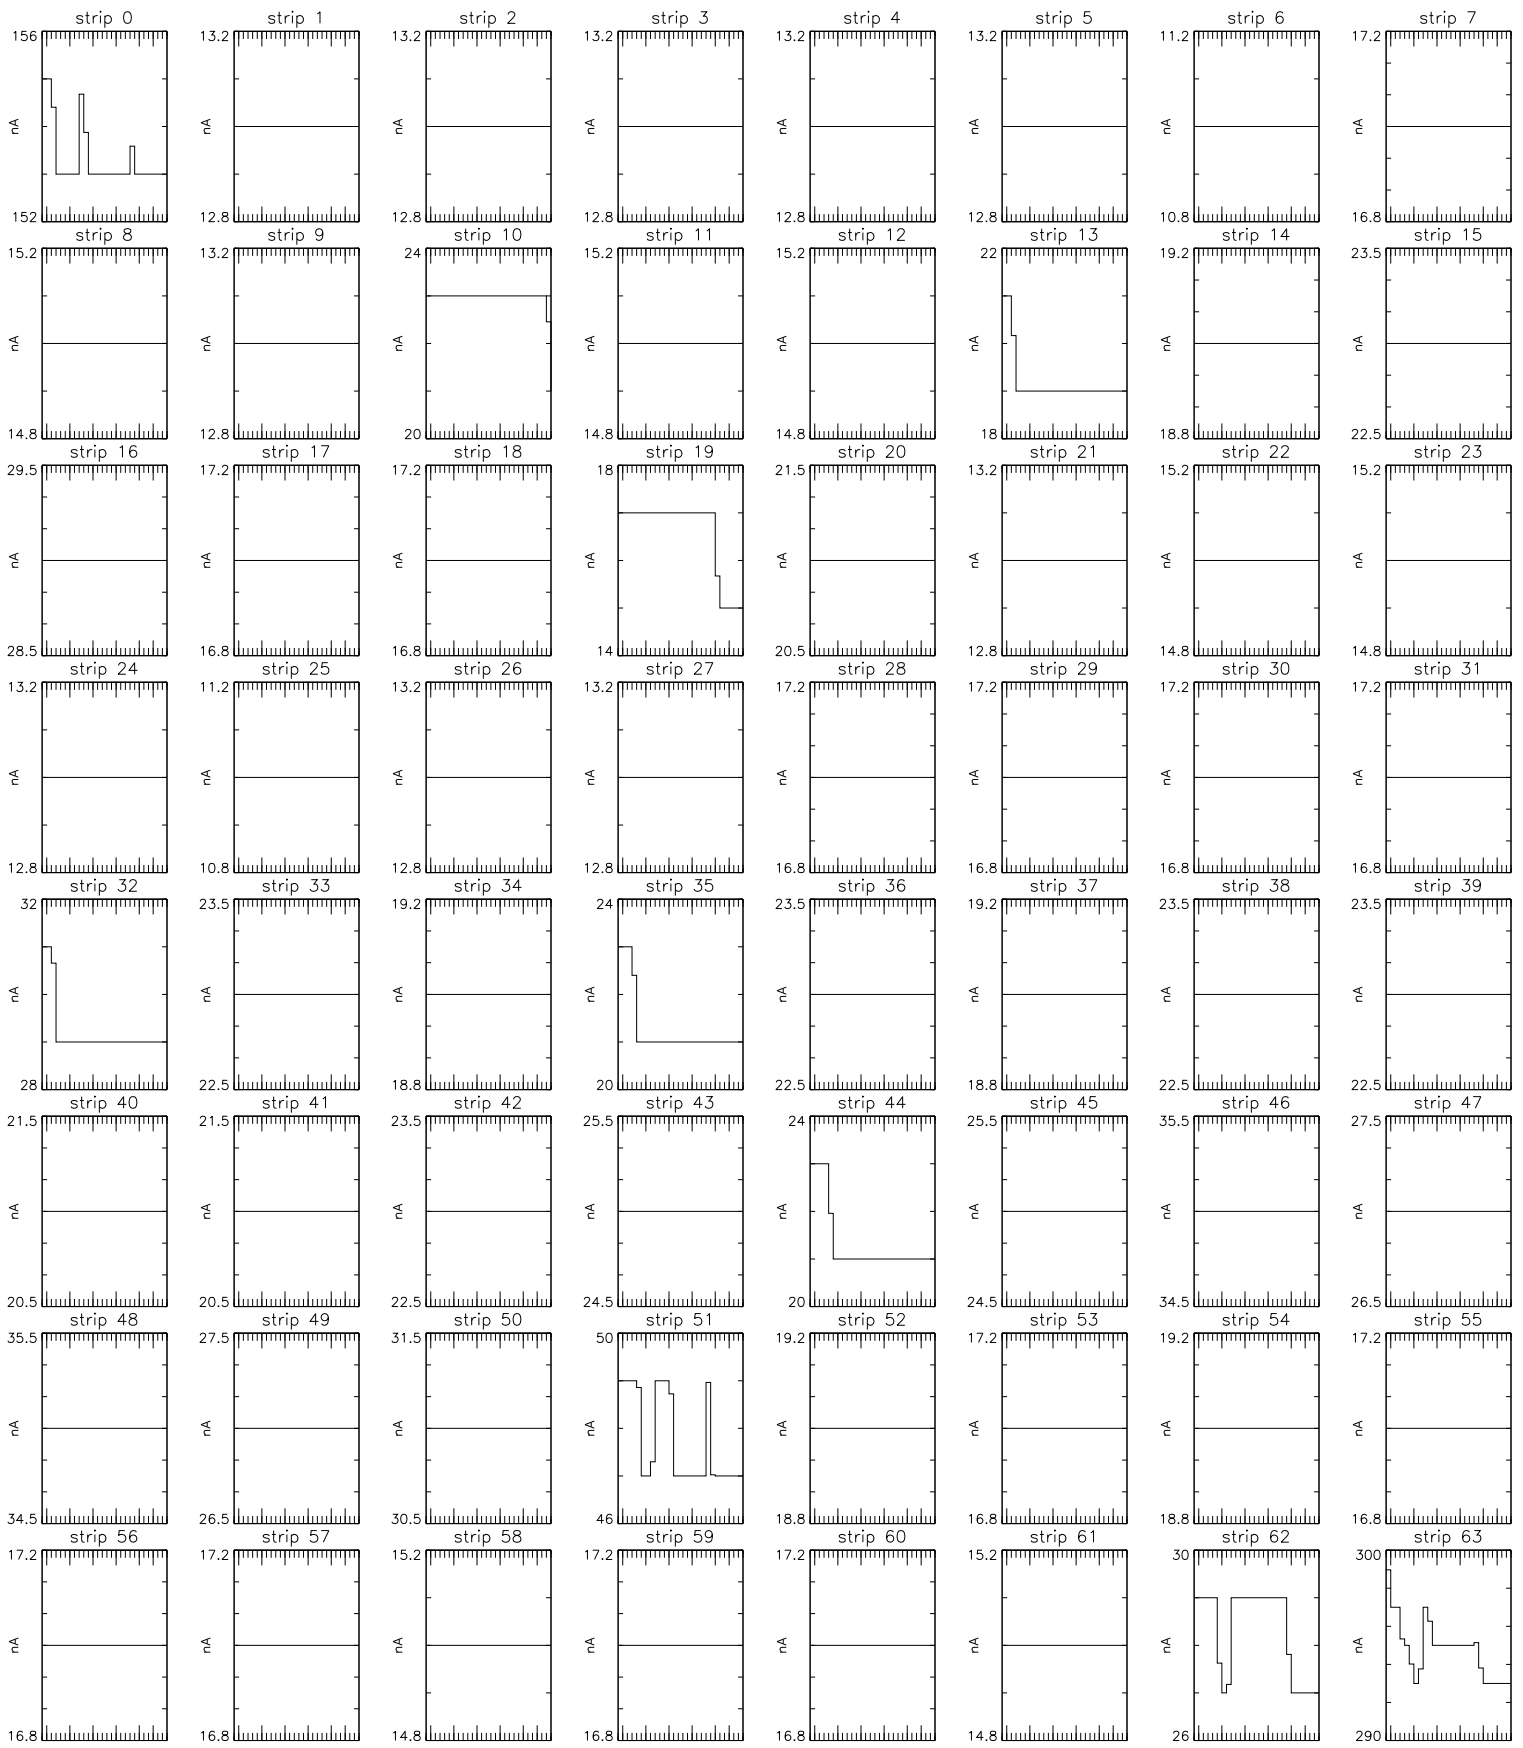 strip 0 strip 1 strip 2 strip 3 strip 4 strip 5 strip 6 strip 7
156 13.2 13.2 13.2 13.2 13.2 11.2 17.2
nA nA nA nA nA nA nA nA
152 12.8 12.8 12.8 12.8 12.8 10.8 16.8
strip 8 strip 9 strip 10 strip 11 strip 12 strip 13 strip 14 strip 15
15.2 13.2 24 15.2 15.2 22 19.2 23.5
nA nA nA nA nA nA nA nA
14.8 12.8 20 14.8 14.8 18 18.8 22.5
strip 16 strip 17 strip 18 strip 19 strip 20 strip 21 strip 22 strip 23
29.5 17.2 17.2 18 21.5 13.2 15.2 15.2
nA nA nA nA nA nA nA nA
28.5 16.8 16.8 14 20.5 12.8 14.8 14.8
strip 24 strip 25 strip 26 strip 27 strip 28 strip 29 strip 30 strip 31
13.2 11.2 13.2 13.2 17.2 17.2 17.2 17.2
nA nA nA nA nA nA nA nA
12.8 10.8 12.8 12.8 16.8 16.8 16.8 16.8
strip 32 strip 33 strip 34 strip 35 strip 36 strip 37 strip 38 strip 39
32 23.5 19.2 24 23.5 19.2 23.5 23.5
nA nA nA nA nA nA nA nA
28 22.5 18.8 20 22.5 18.8 22.5 22.5
strip 40 strip 41 strip 42 strip 43 strip 44 strip 45 strip 46 strip 47
21.5 21.5 23.5 25.5 24 25.5 35.5 27.5
nA nA nA nA nA nA nA nA
20.5 20.5 22.5 24.5 20 24.5 34.5 26.5
strip 48 strip 49 strip 50 strip 51 strip 52 strip 53 strip 54 strip 55
35.5 27.5 31.5 50 19.2 17.2 19.2 17.2
nA nA nA nA nA nA nA nA
34.5 26.5 30.5 46 18.8 16.8 18.8 16.8
strip 56 strip 57 strip 58 strip 59 strip 60 strip 61 strip 62 strip 63
17.2 17.2 15.2 17.2 17.2 15.2 30 300
nA nA nA nA nA nA nA nA
16.8 16.8 14.8 16.8 16.8 14.8 26 290